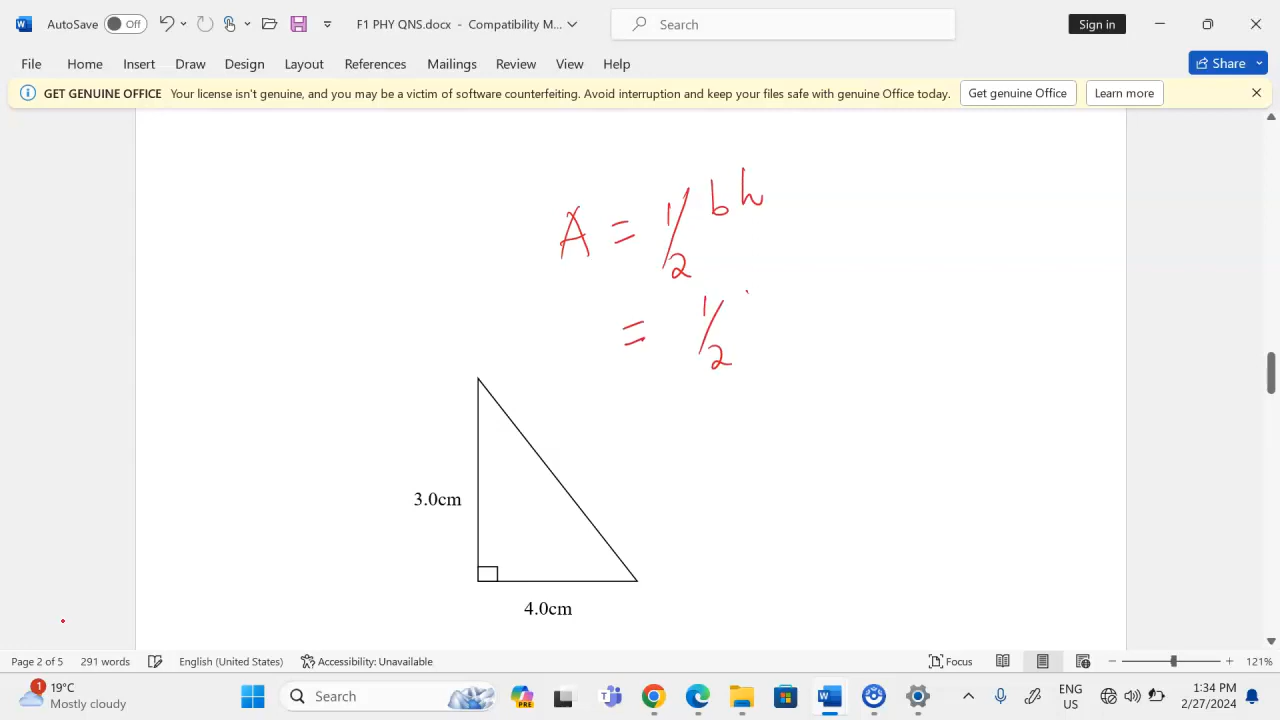 AutoSave Off F1 PHY QNS.docx - Compatibility M... Search Sign in
File Home Insert Draw Design Layout References Mailings Review View Help Share
GET GENUINE OFFICE Your license isn't genuine, and you may be a victim of software counterfeiting. Avoid interruption and keep your files safe with genuine Office today. Get genuine Office Learn more
A = 1/2 bh
= 1/2
3.0cm
4.0cm
Page 2 of 5 291 words English (United States) Accessibility: Unavailable Focus 121%
1 19°C
Mostly cloudy
Search
PRE
ENG
US
1:34 PM
2/27/2024